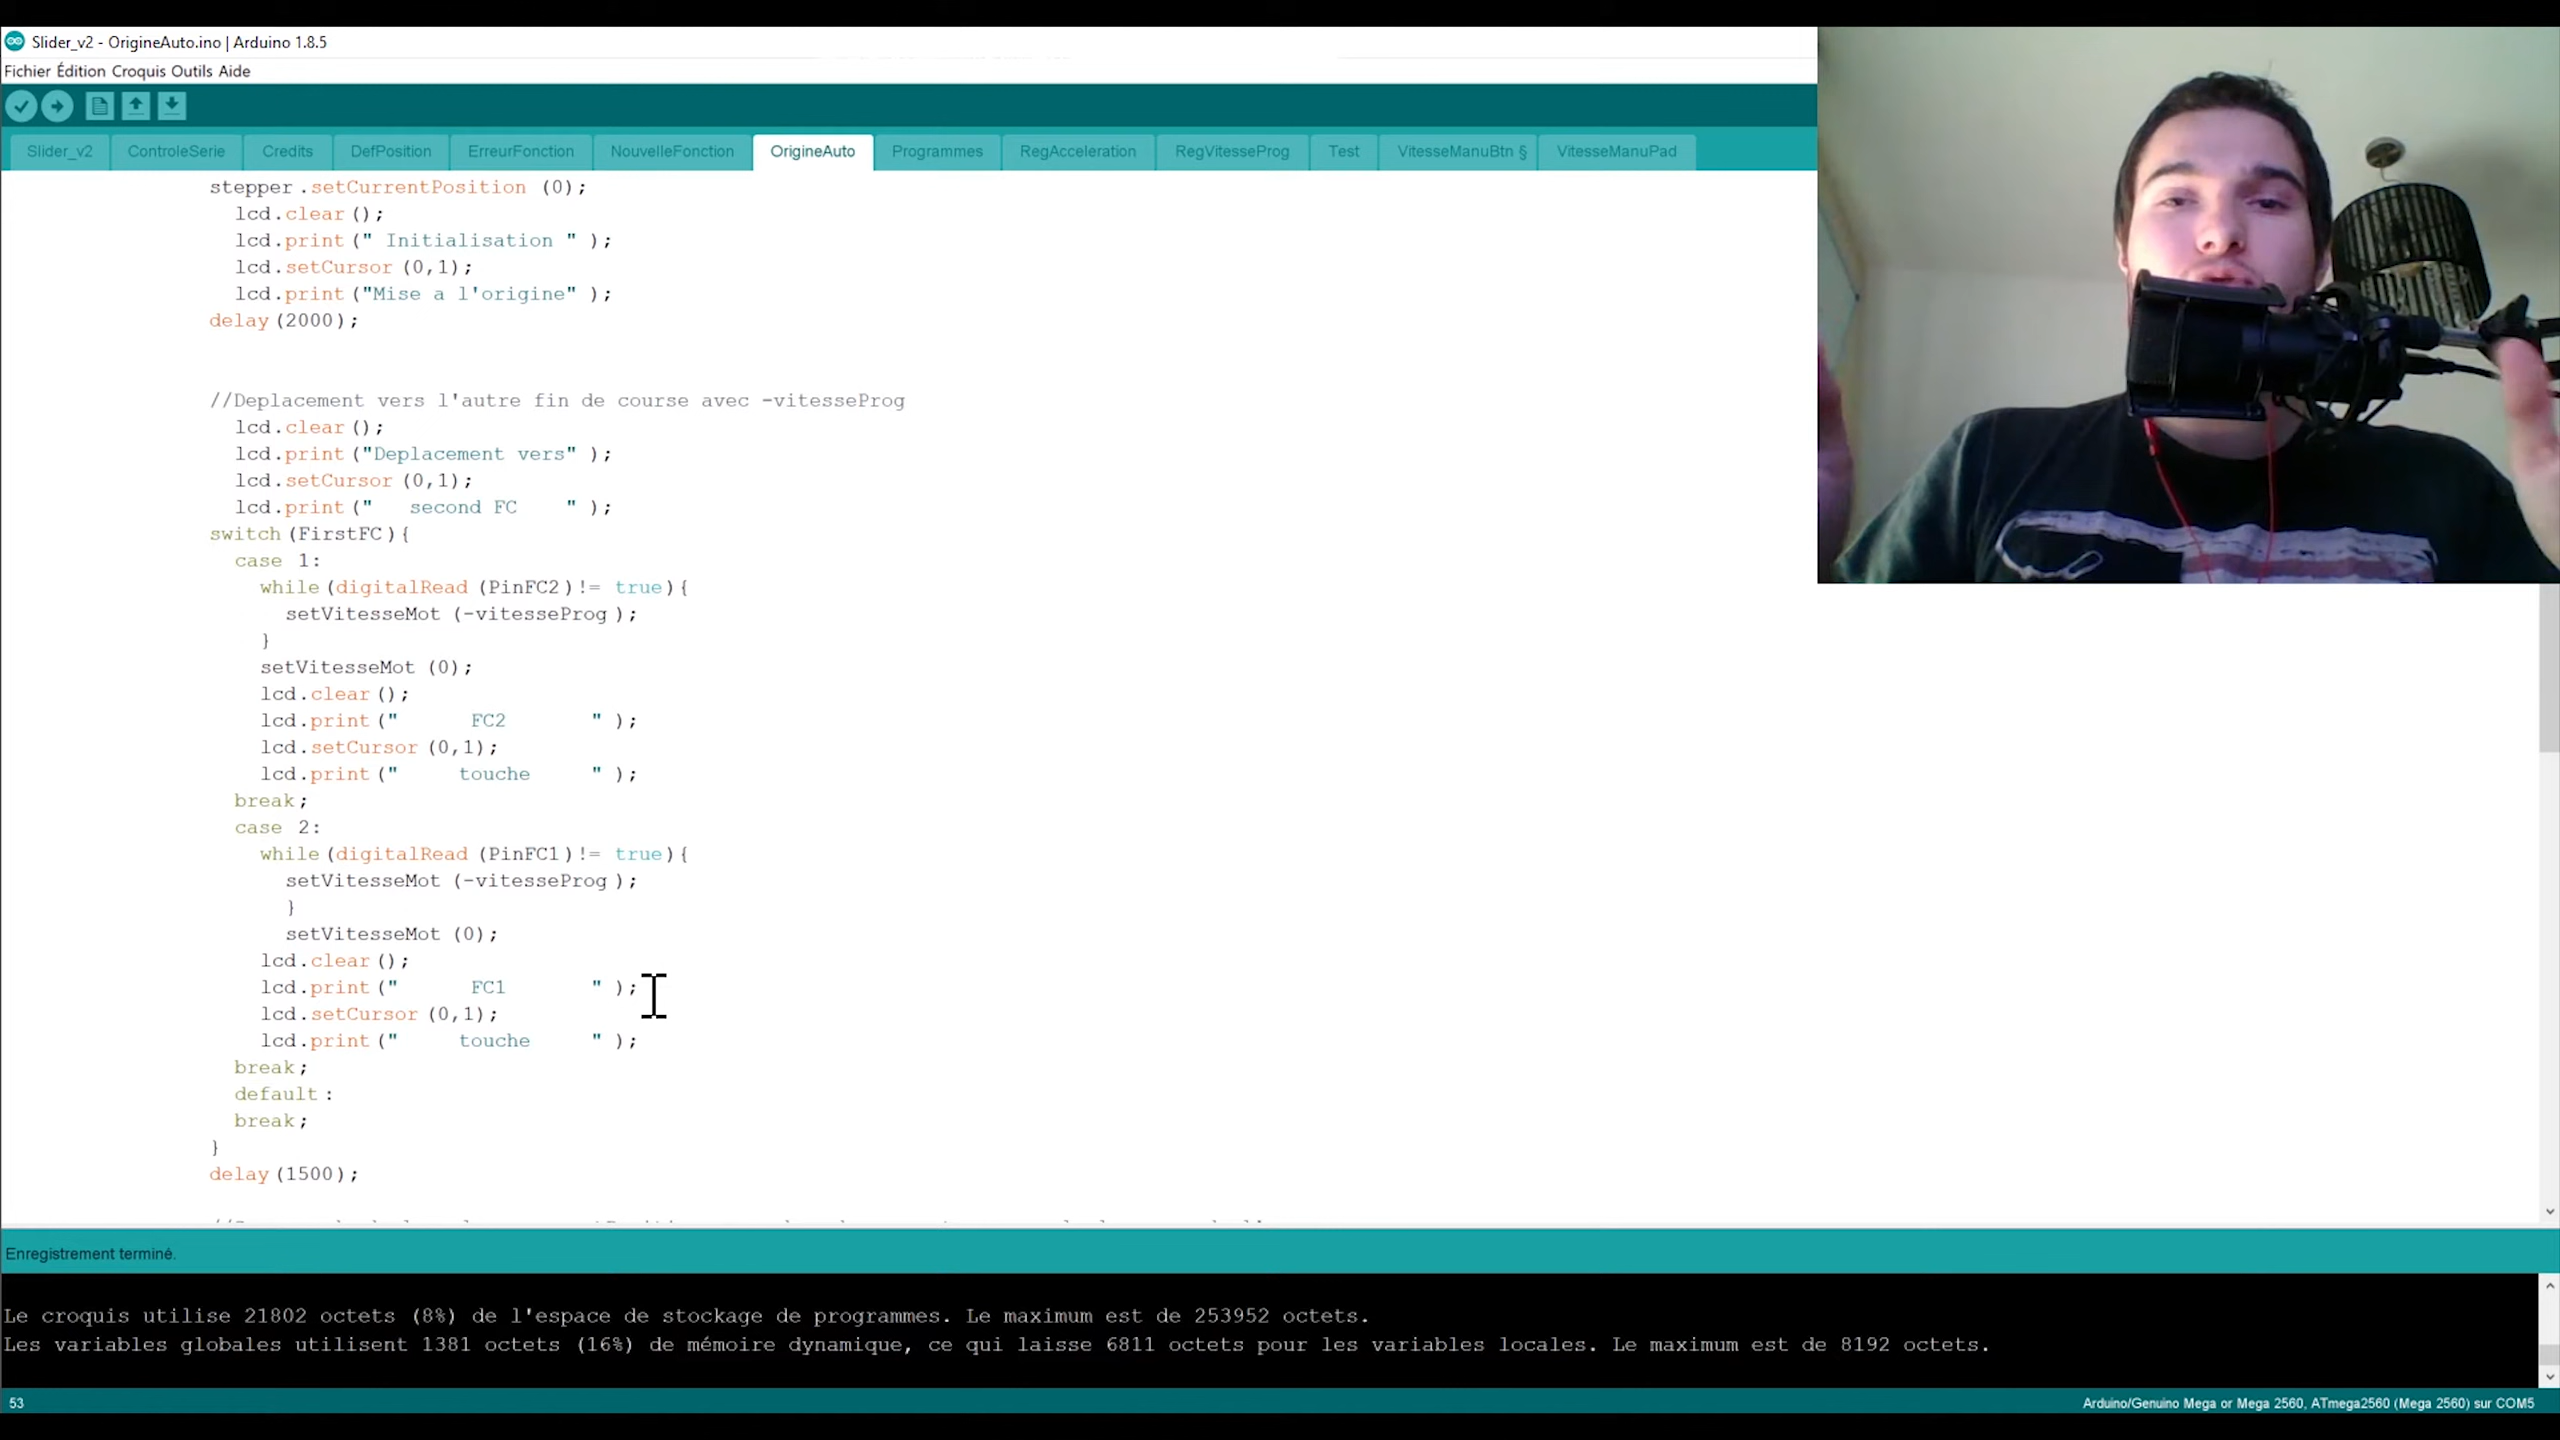 Slider_v2 - OrigineAuto.ino | Arduino 1.8.5
Fichier Édition Croquis Outils Aide
Slider_v2 ControleSerie Credits DefPosition ErreurFonction NouvelleFonction OrigineAuto Programmes RegAcceleration RegVitesseProg Test VitesseManuBtn § VitesseManuPad
stepper.setCurrentPosition (0);
lcd.clear ();
lcd.print (" Initialisation " );
lcd.setCursor (0,1);
lcd.print ("Mise a l'origine" );
delay (2000);
//Deplacement vers l'autre fin de course avec -vitesseProg
lcd.clear ();
lcd.print ("Deplacement vers" );
lcd.setCursor (0,1);
lcd.print ("   second FC    " );
switch (FirstFC ){
case 1:
while (digitalRead (PinFC2 )!= true){
setVitesseMot (-vitesseProg );
}
setVitesseMot (0);
lcd.clear ();
lcd.print ("      FC2       " );
lcd.setCursor (0,1);
lcd.print ("     touche     " );
break;
case 2:
while (digitalRead (PinFC1 )!= true){
setVitesseMot (-vitesseProg );
}
setVitesseMot (0);
lcd.clear ();
lcd.print ("      FC1       " );
lcd.setCursor (0,1);
lcd.print ("     touche     " );
break;
default :
break;
}
delay (1500);
Enregistrement terminé.
Le croquis utilise 21802 octets (8%) de l'espace de stockage de programmes. Le maximum est de 253952 octets.
Les variables globales utilisent 1381 octets (16%) de mémoire dynamique, ce qui laisse 6811 octets pour les variables locales. Le maximum est de 8192 octets.
53
Arduino/Genuino Mega or Mega 2560, ATmega2560 (Mega 2560) sur COM5